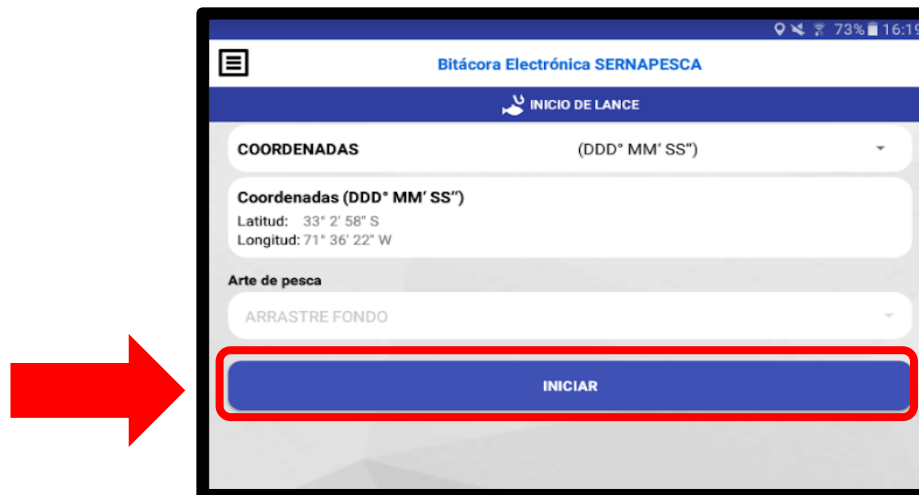 73% 16:19
Bitácora Electrónica SERNAPESCA
INICIO DE LANCE
COORDENADAS (DDD° MM' SS")
Coordenadas (DDD° MM' SS")
Latitud: 33° 2' 58" S
Longitud: 71° 36' 22" W
Arte de pesca
ARRASTRE FONDO
INICIAR